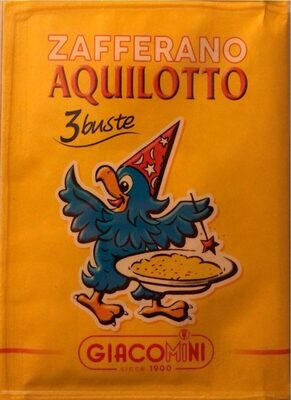 ZAFFERANO
AQUILOTTO
3 buste
GIACOMINI
SINCE 1900